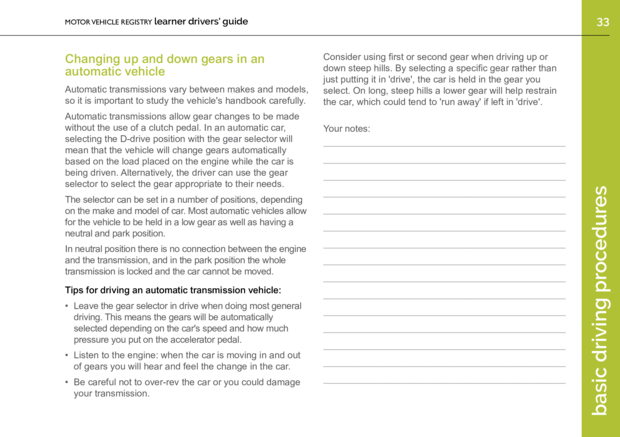 MOTOR VEHICLE REGISTRY learner drivers' guide
33
Changing up and down gears in an
automatic vehicle
Automatic transmissions vary between makes and models,
so it is important to study the vehicle's handbook carefully.
Automatic transmissions allow gear changes to be made
without the use of a clutch pedal. In an automatic car,
selecting the D-drive position with the gear selector will
mean that the vehicle will change gears automatically
based on the load placed on the engine while the car is
being driven. Alternatively, the driver can use the gear
selector to select the gear appropriate to their needs.
The selector can be set in a number of positions, depending
on the make and model of car. Most automatic vehicles allow
for the vehicle to be held in a low gear as well as having a
neutral and park position.
In neutral position there is no connection between the engine
and the transmission, and in the park position the whole
transmission is locked and the car cannot be moved.
Tips for driving an automatic transmission vehicle:
• Leave the gear selector in drive when doing most general
driving. This means the gears will be automatically
selected depending on the car's speed and how much
pressure you put on the accelerator pedal.
• Listen to the engine: when the car is moving in and out
of gears you will hear and feel the change in the car.
• Be careful not to over-rev the car or you could damage
your transmission.
Consider using first or second gear when driving up or
down steep hills. By selecting a specific gear rather than
just putting it in 'drive', the car is held in the gear you
select. On long, steep hills a lower gear will help restrain
the car, which could tend to 'run away' if left in 'drive'.
Your notes:
basic driving procedures